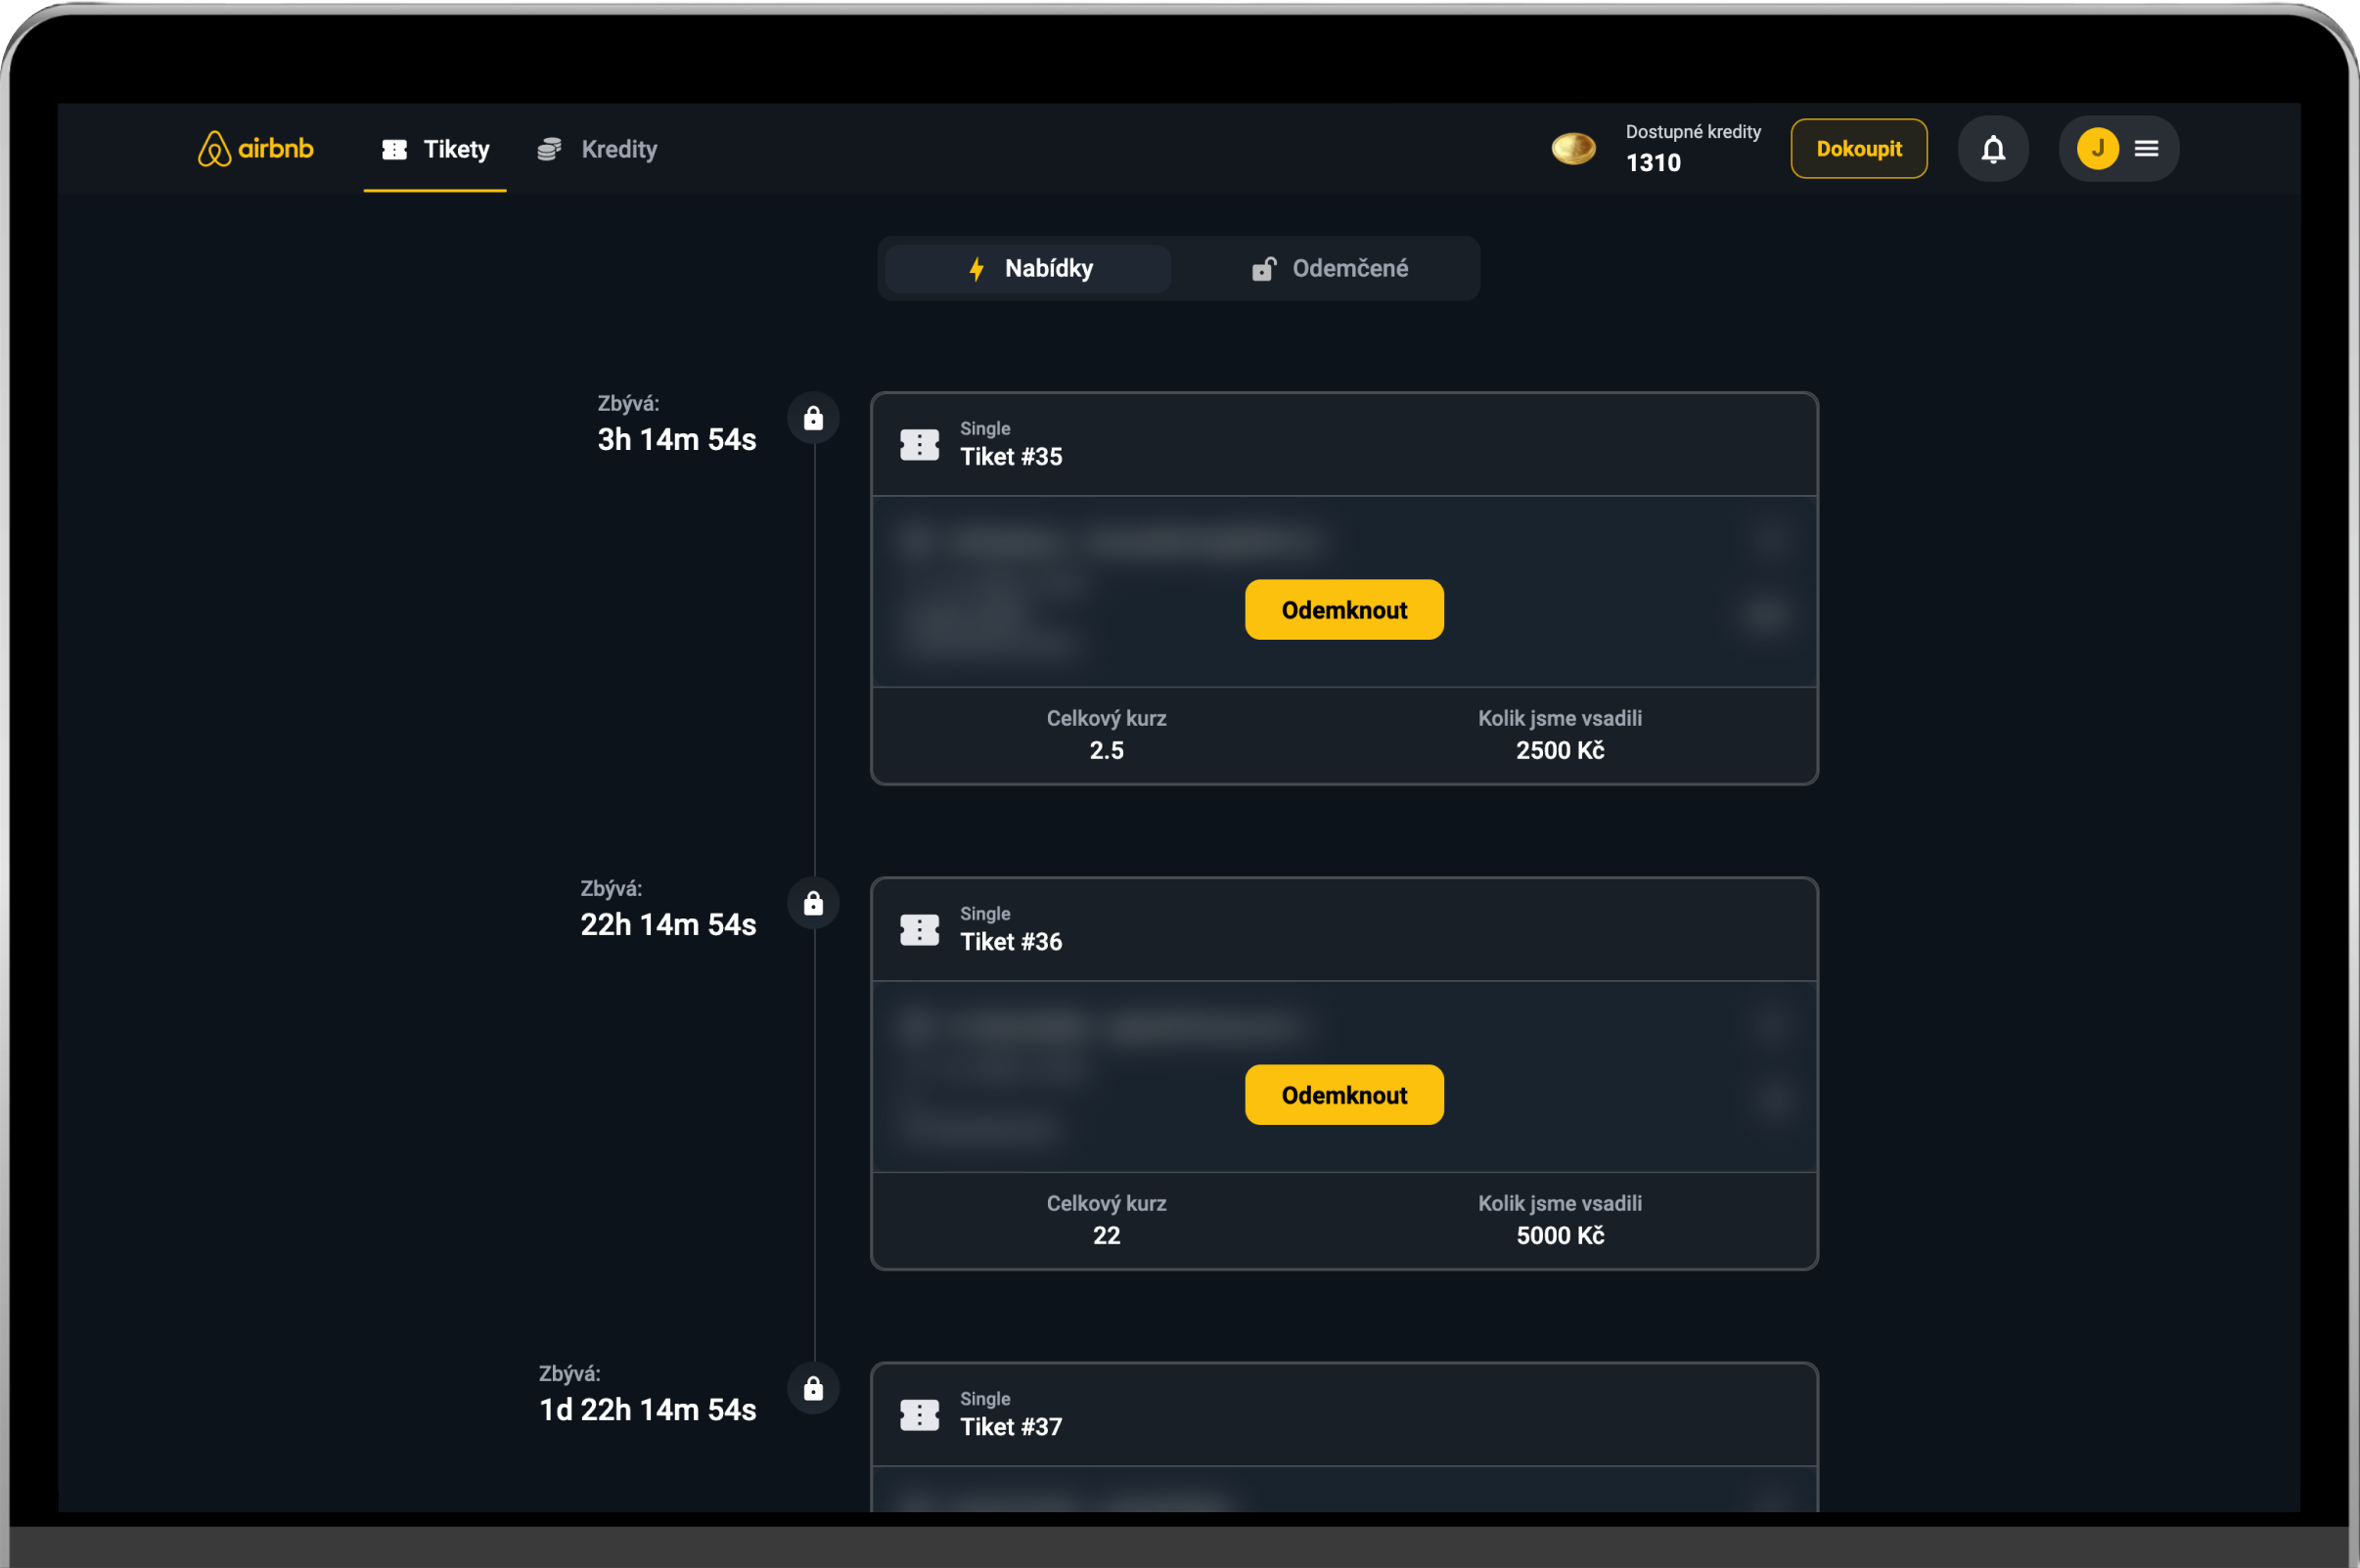 airbnb
Tikety
Kredity
Dostupné kredity
1310
Dokoupit
J
Nabídky
Odemčené
Zbývá:
3h 14m 54s
Single
Tiket #35
Odemknout
Celkový kurz
2.5
Kolik jsme vsadili
2500 Kč
Zbývá:
22h 14m 54s
Single
Tiket #36
Odemknout
Celkový kurz
22
Kolik jsme vsadili
5000 Kč
Zbývá:
1d 22h 14m 54s
Single
Tiket #37